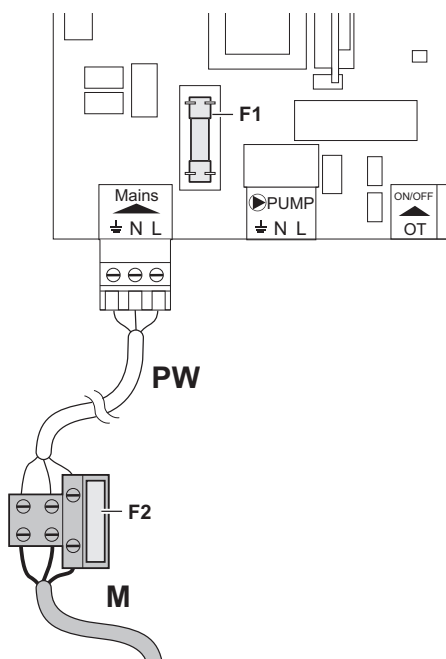 F1
Mains
PUMP
ON/OFF
⏚ N L
⏚ N L
OT
PW
F2
M